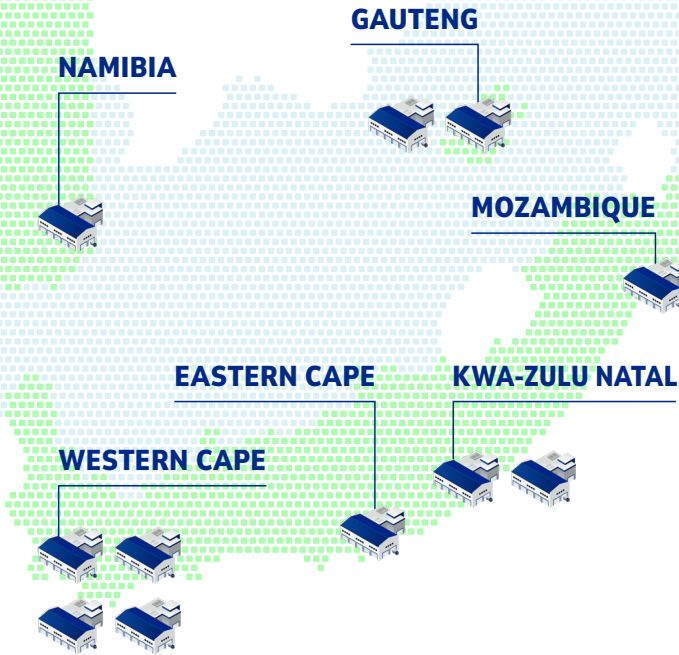 GAUTENG
NAMIBIA
MOZAMBIQUE
EASTERN CAPE
KWA-ZULU NATAL
WESTERN CAPE